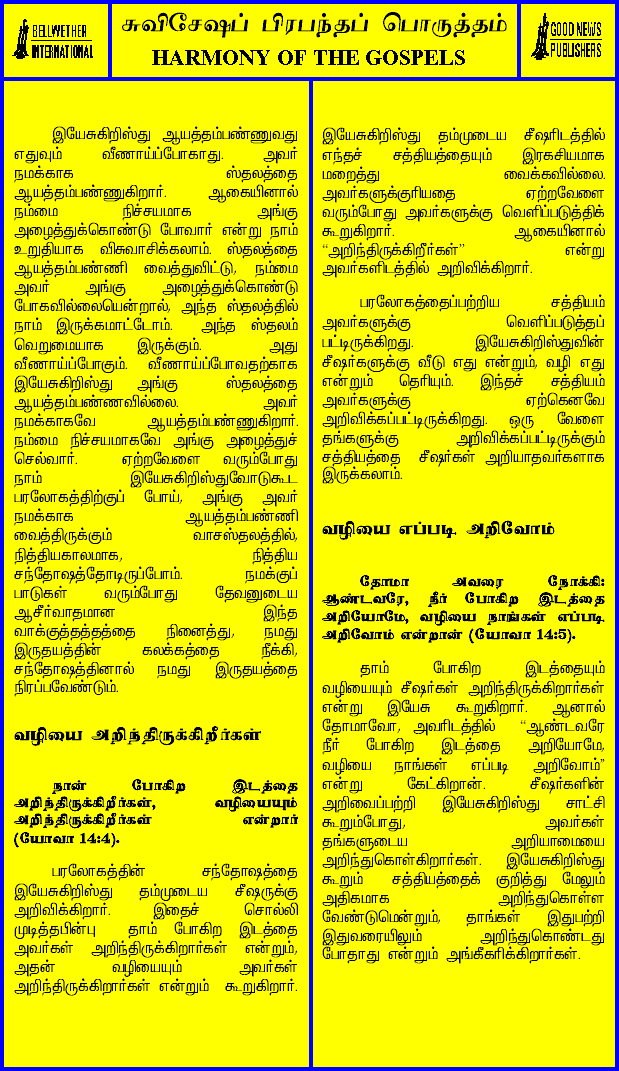 BELLWETHER
INTERNATIONAL
சுவிசேஷப் பிரபந்தப் பொருத்தம்
HARMONY OF THE GOSPELS
GOOD NEWS
PUBLISHERS
இயேசுகிறிஸ்து ஆயத்தம்பண்ணுவது
எதுவும் வீணாய்ப்போகாது. அவர்
நமக்காக ஸ்தலத்தை
ஆயத்தம்பண்ணுகிறார். ஆகையினால்
நம்மை நிச்சயமாக அங்கு
அழைத்துக்கொண்டு போவார் என்று நாம்
உறுதியாக விசுவாசிக்கலாம். ஸ்தலத்தை
ஆயத்தம்பண்ணி வைத்துவிட்டு, நம்மை
அவர் அங்கு அழைத்துக்கொண்டு
போகவில்லையென்றால், அந்த ஸ்தலத்தில்
நாம் இருக்கமாட்டோம். அந்த ஸ்தலம்
வெறுமையாக இருக்கும். அது
வீணாய்ப்போகும். வீணாய்ப்போவதற்காக
இயேசுகிறிஸ்து அங்கு ஸ்தலத்தை
ஆயத்தம்பண்ணவில்லை. அவர்
நமக்காகவே ஆயத்தம்பண்ணுகிறார்.
நம்மை நிச்சயமாகவே அங்கு அழைத்துச்
செல்வார். ஏற்றவேளை வரும்போது
நாம் இயேசுகிறிஸ்துவோடுகூட
பரலோகத்திற்குப் போய், அங்கு அவர்
நமக்காக ஆயத்தம்பண்ணி
வைத்திருக்கும் வாசஸ்தலத்தில்,
நித்தியகாலமாக, நித்திய
சந்தோஷத்தோடிருப்போம். நமக்குப்
பாடுகள் வரும்போது தேவனுடைய
ஆசீர்வாதமான இந்த
வாக்குத்தத்தத்தை நினைத்து, நமது
இருதயத்தின் கலக்கத்தை நீக்கி,
சந்தோஷத்தினால் நமது இருதயத்தை
நிரப்பவேண்டும்.
வழியை அறிந்திருக்கிறீர்கள்
நான் போகிற இடத்தை
அறிந்திருக்கிறீர்கள், வழியையும்
அறிந்திருக்கிறீர்கள் என்றார்
(யோவா 14:4).
பரலோகத்தின் சந்தோஷத்தை
இயேசுகிறிஸ்து தம்முடைய சீஷருக்கு
அறிவிக்கிறார். இதைச் சொல்லி
முடித்தபின்பு தாம் போகிற இடத்தை
அவர்கள் அறிந்திருக்கிறார்கள் என்றும்,
அதன் வழியையும் அவர்கள்
அறிந்திருக்கிறார்கள் என்றும் கூறுகிறார்.
இயேசுகிறிஸ்து தம்முடைய சீஷரிடத்தில்
எந்தச் சத்தியத்தையும் இரகசியமாக
மறைத்து வைக்கவில்லை.
அவர்களுக்குரியதை ஏற்றவேளை
வரும்போது அவர்களுக்கு வெளிப்படுத்திக்
கூறுகிறார். ஆகையினால்
“அறிந்திருக்கிறீர்கள்” என்று
அவர்களிடத்தில் அறிவிக்கிறார்.
பரலோகத்தைப்பற்றிய சத்தியம்
அவர்களுக்கு வெளிப்படுத்தப்
பட்டிருக்கிறது. இயேசுகிறிஸ்துவின்
சீஷர்களுக்கு வீடு எது என்றும், வழி எது
என்றும் தெரியும். இந்தச் சத்தியம்
அவர்களுக்கு ஏற்கெனவே
அறிவிக்கப்பட்டிருக்கிறது. ஒரு வேளை
தங்களுக்கு அறிவிக்கப்பட்டிருக்கும்
சத்தியத்தை சீஷர்கள் அறியாதவர்களாக
இருக்கலாம்.
வழியை எப்படி அறிவோம்
தோமா அவரை நோக்கி:
ஆண்டவரே, நீர் போகிற இடத்தை
அறியோமே, வழியை நாங்கள் எப்படி
அறிவோம் என்றான் (யோவா 14:5).
தாம் போகிற இடத்தையும்
வழியையும் சீஷர்கள் அறிந்திருக்கிறார்கள்
என்று இயேசு கூறுகிறார். ஆனால்
தோமாவோ, அவரிடத்தில் “ஆண்டவரே
நீர் போகிற இடத்தை அறியோமே,
வழியை நாங்கள் எப்படி அறிவோம்”
என்று கேட்கிறான். சீஷர்களின்
அறிவைப்பற்றி இயேசுகிறிஸ்து சாட்சி
கூறும்போது, அவர்கள்
தங்களுடைய அறியாமையை
அறிந்துகொள்கிறார்கள். இயேசுகிறிஸ்து
கூறும் சத்தியத்தைக் குறித்து மேலும்
அதிகமாக அறிந்துகொள்ள
வேண்டுமென்றும், தாங்கள் இதுபற்றி
இதுவரையிலும் அறிந்துகொண்டது
போதாது என்றும் அங்கீகரிக்கிறார்கள்.